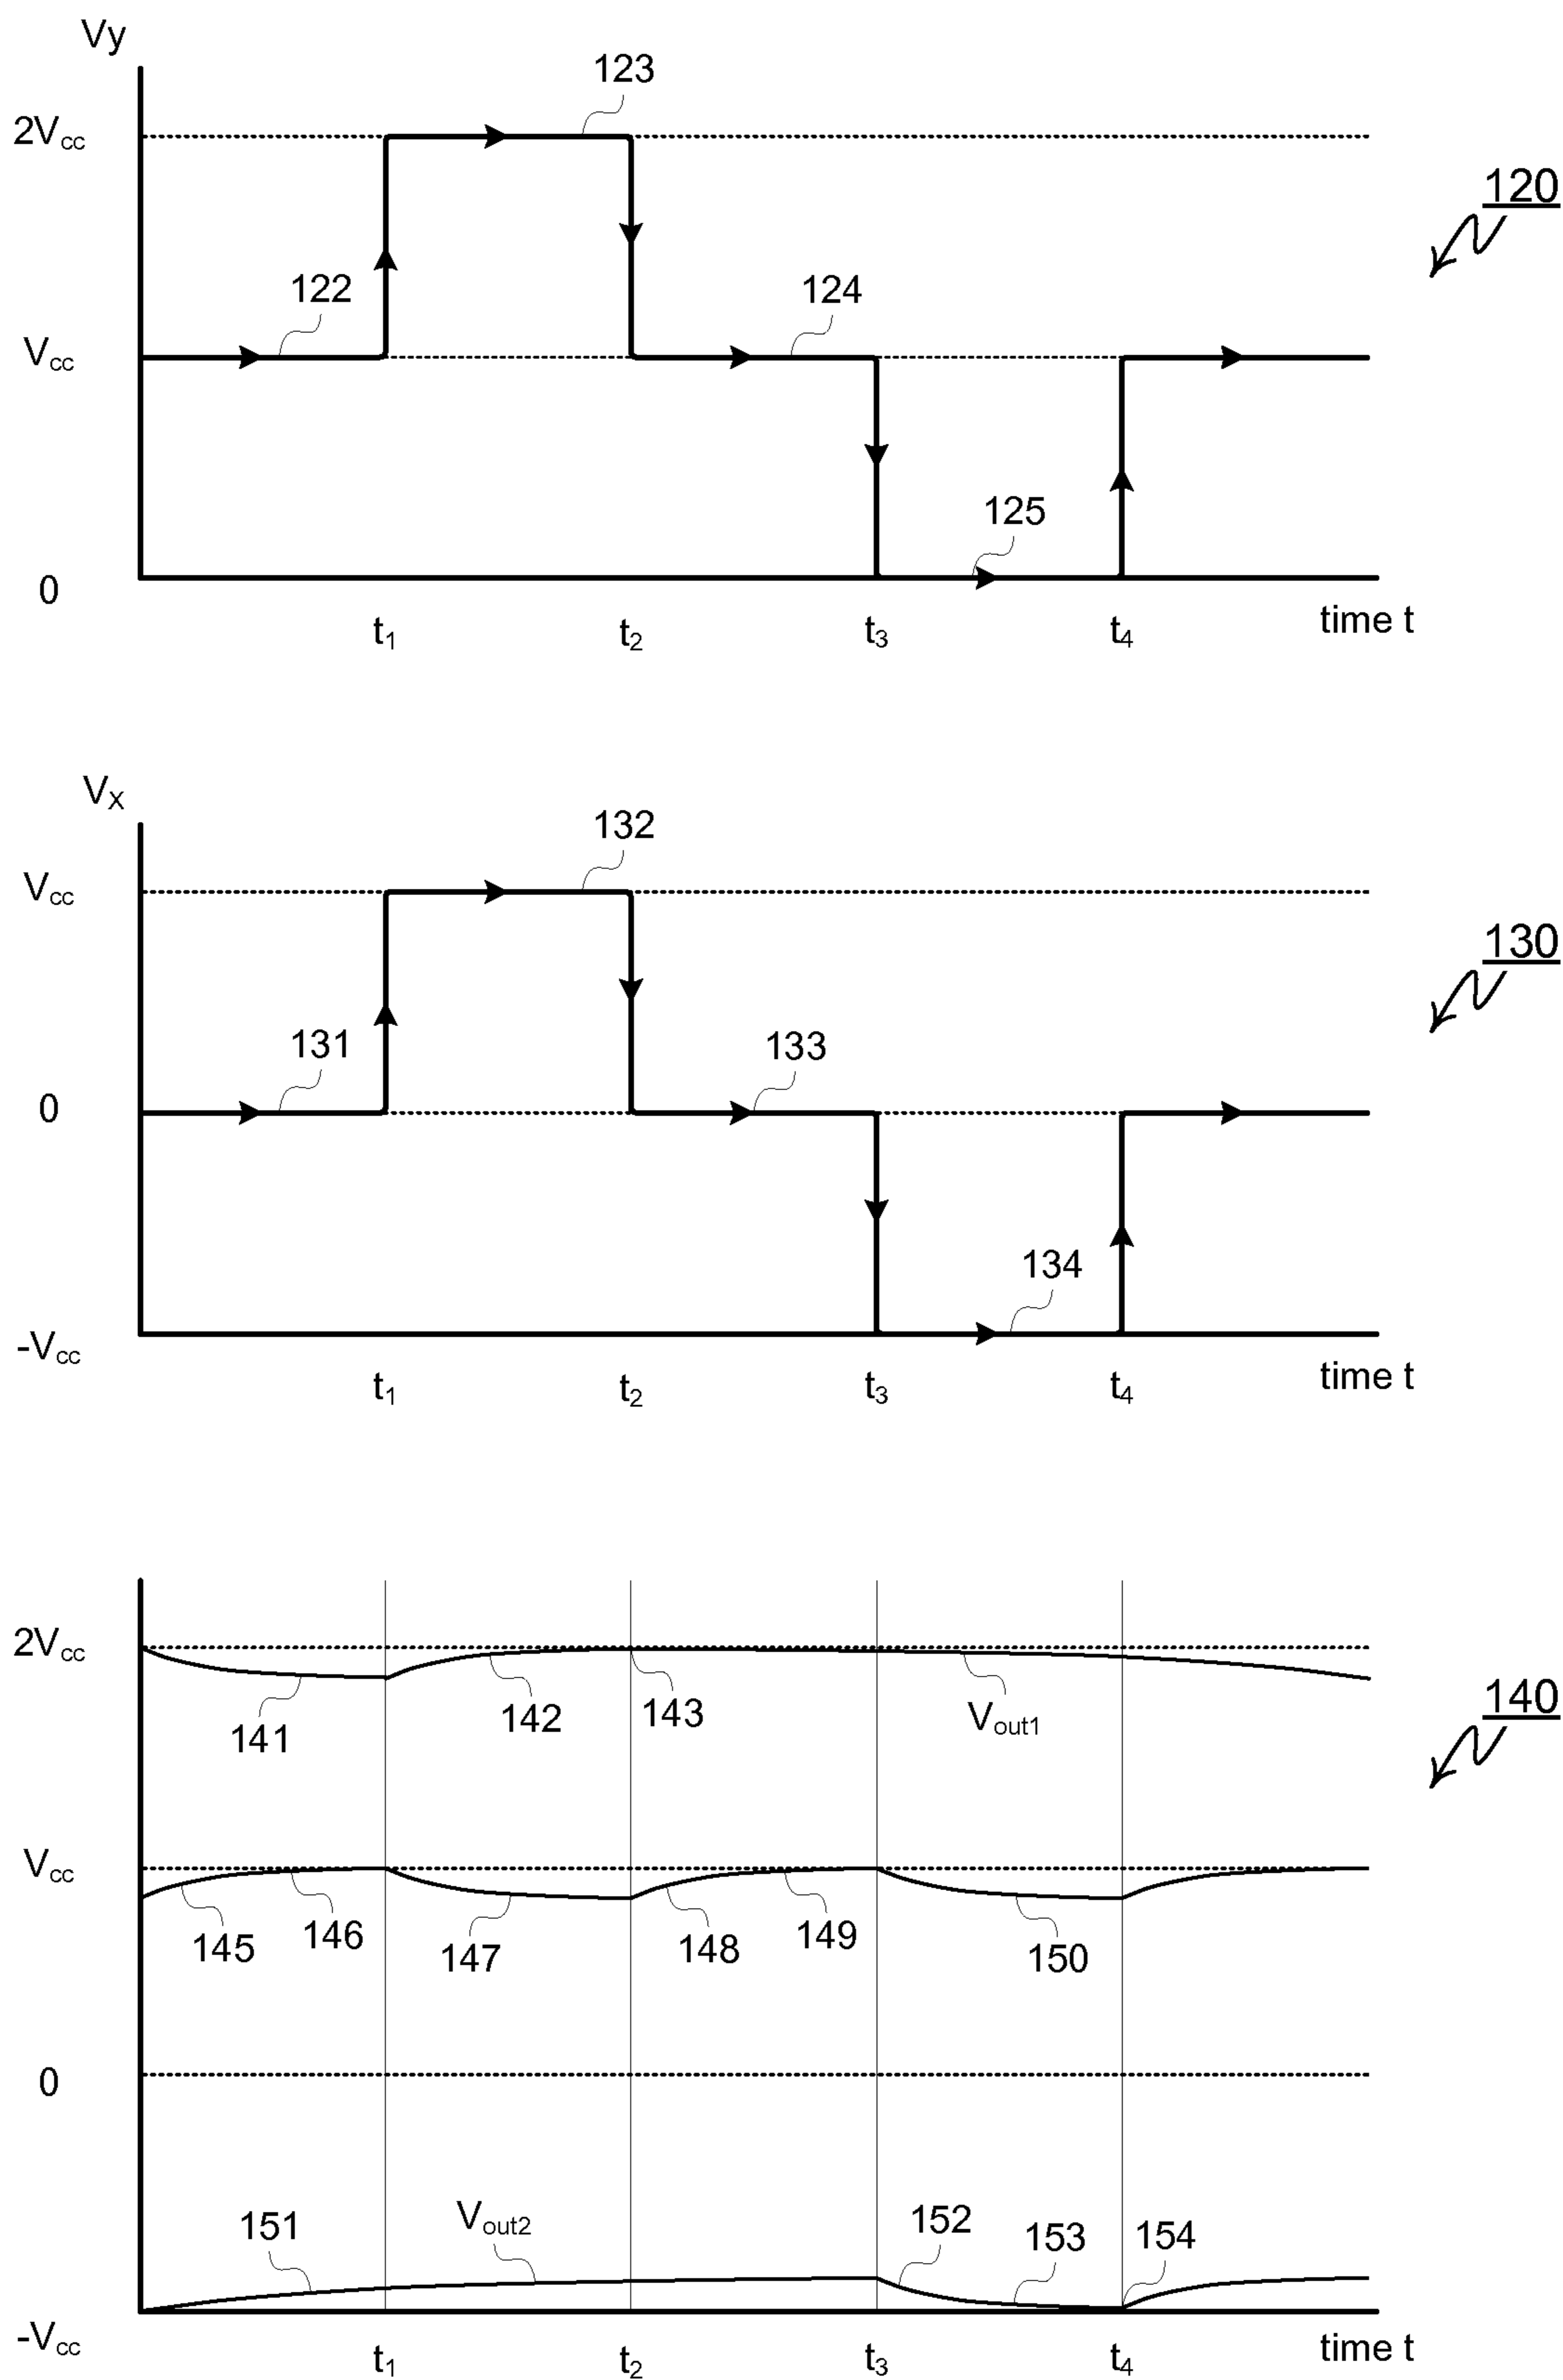 Vy
123
2Vcc
120
122
124
Vcc
125
0
t1 t2 t3 t4 time t
VX
132
Vcc
130
131
133
0
134
-Vcc
t1 t2 t3 t4 time t
2Vcc
140
141 142 143 Vout1
Vcc
145 146 147 148 149 150
0
151 Vout2 152 153 154
-Vcc
t1 t2 t3 t4 time t